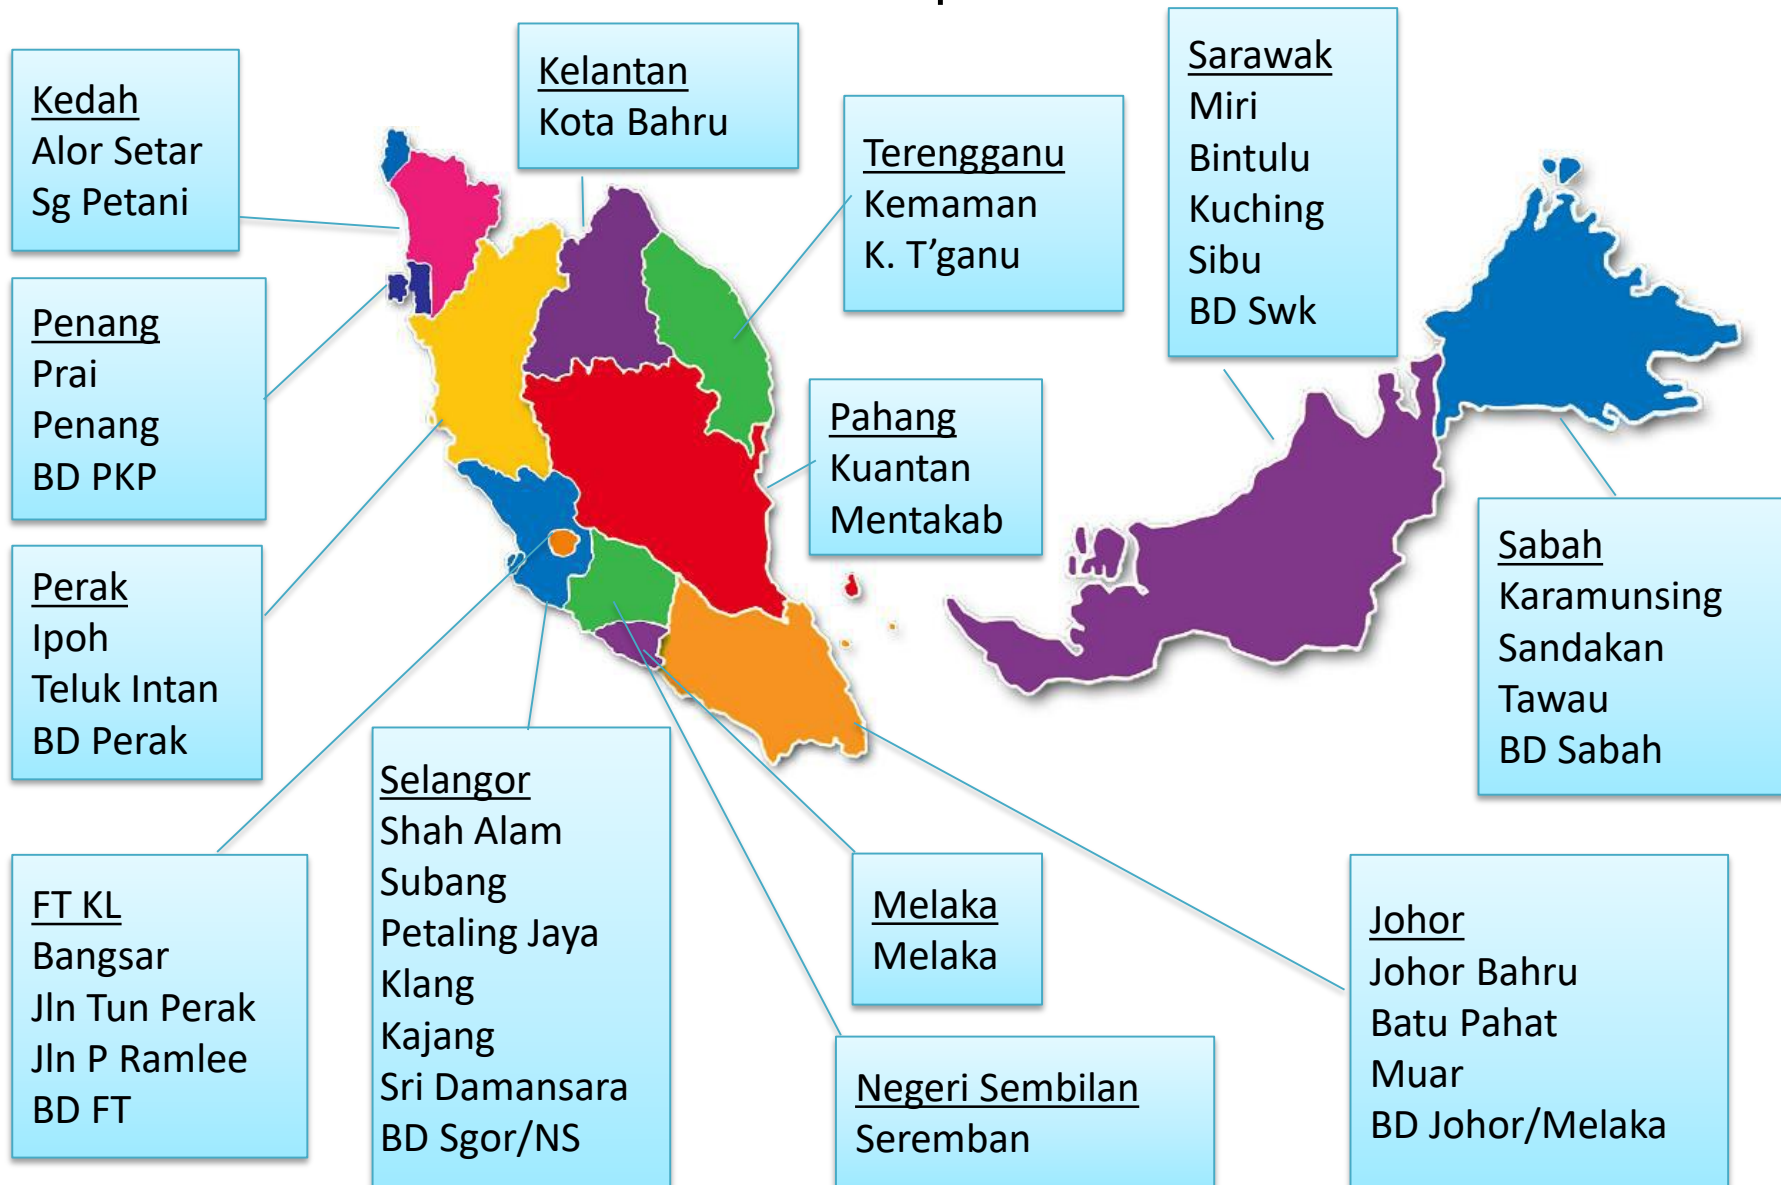 Kedah
Alor Setar
Sg Petani
Kelantan
Kota Bahru
Terengganu
Kemaman
K. T’ganu
Sarawak
Miri
Bintulu
Kuching
Sibu
BD Swk
Penang
Prai
Penang
BD PKP
Pahang
Kuantan
Mentakab
Perak
Ipoh
Teluk Intan
BD Perak
Sabah
Karamunsing
Sandakan
Tawau
BD Sabah
FT KL
Bangsar
Jln Tun Perak
Jln P Ramlee
BD FT
Selangor
Shah Alam
Subang
Petaling Jaya
Klang
Kajang
Sri Damansara
BD Sgor/NS
Melaka
Melaka
Negeri Sembilan
Seremban
Johor
Johor Bahru
Batu Pahat
Muar
BD Johor/Melaka